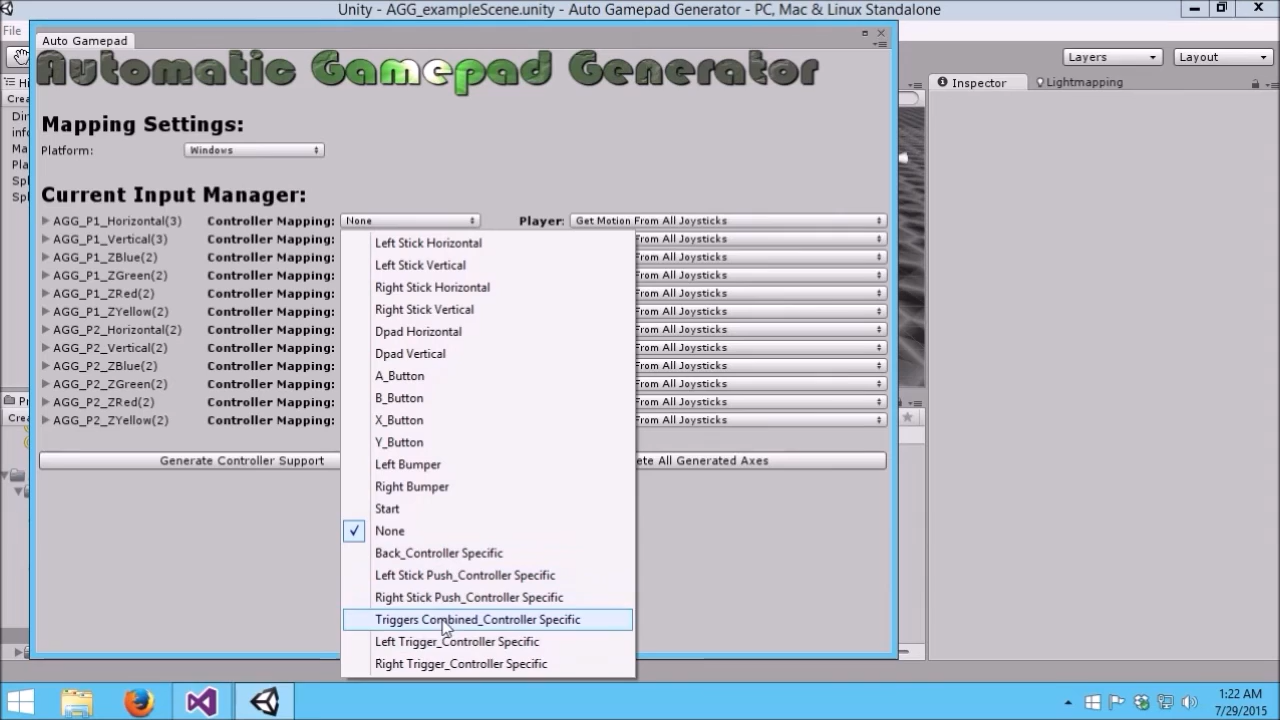 Unity - AGG_exampleScene.unity - Auto Gamepad Generator - PC, Mac & Linux Standalone
File
Auto Gamepad
Automatic Gamepad Generator
Layers
Layout
Inspector
Lightmapping
Mapping Settings:
Platform: Windows
Current Input Manager:
AGG_P1_Horizontal(3) Controller Mapping: None Player: Get Motion From All Joysticks
AGG_P1_Vertical(3) Controller Mapping: From All Joysticks
AGG_P1_ZBlue(2) Controller Mapping: From All Joysticks
AGG_P1_ZGreen(2) Controller Mapping: From All Joysticks
AGG_P1_ZRed(2) Controller Mapping: From All Joysticks
AGG_P1_ZYellow(2) Controller Mapping: From All Joysticks
AGG_P2_Horizontal(2) Controller Mapping: From All Joysticks
AGG_P2_Vertical(2) Controller Mapping: From All Joysticks
AGG_P2_ZBlue(2) Controller Mapping: From All Joysticks
AGG_P2_ZGreen(2) Controller Mapping: From All Joysticks
AGG_P2_ZRed(2) Controller Mapping: From All Joysticks
AGG_P2_ZYellow(2) Controller Mapping: From All Joysticks
Left Stick Horizontal
Left Stick Vertical
Right Stick Horizontal
Right Stick Vertical
Dpad Horizontal
Dpad Vertical
A_Button
B_Button
X_Button
Y_Button
Left Bumper
Right Bumper
Start
None
Back_Controller Specific
Left Stick Push_Controller Specific
Right Stick Push_Controller Specific
Triggers Combined_Controller Specific
Left Trigger_Controller Specific
Right Trigger_Controller Specific
Generate Controller Support
ete All Generated Axes
1:22 AM
7/29/2015